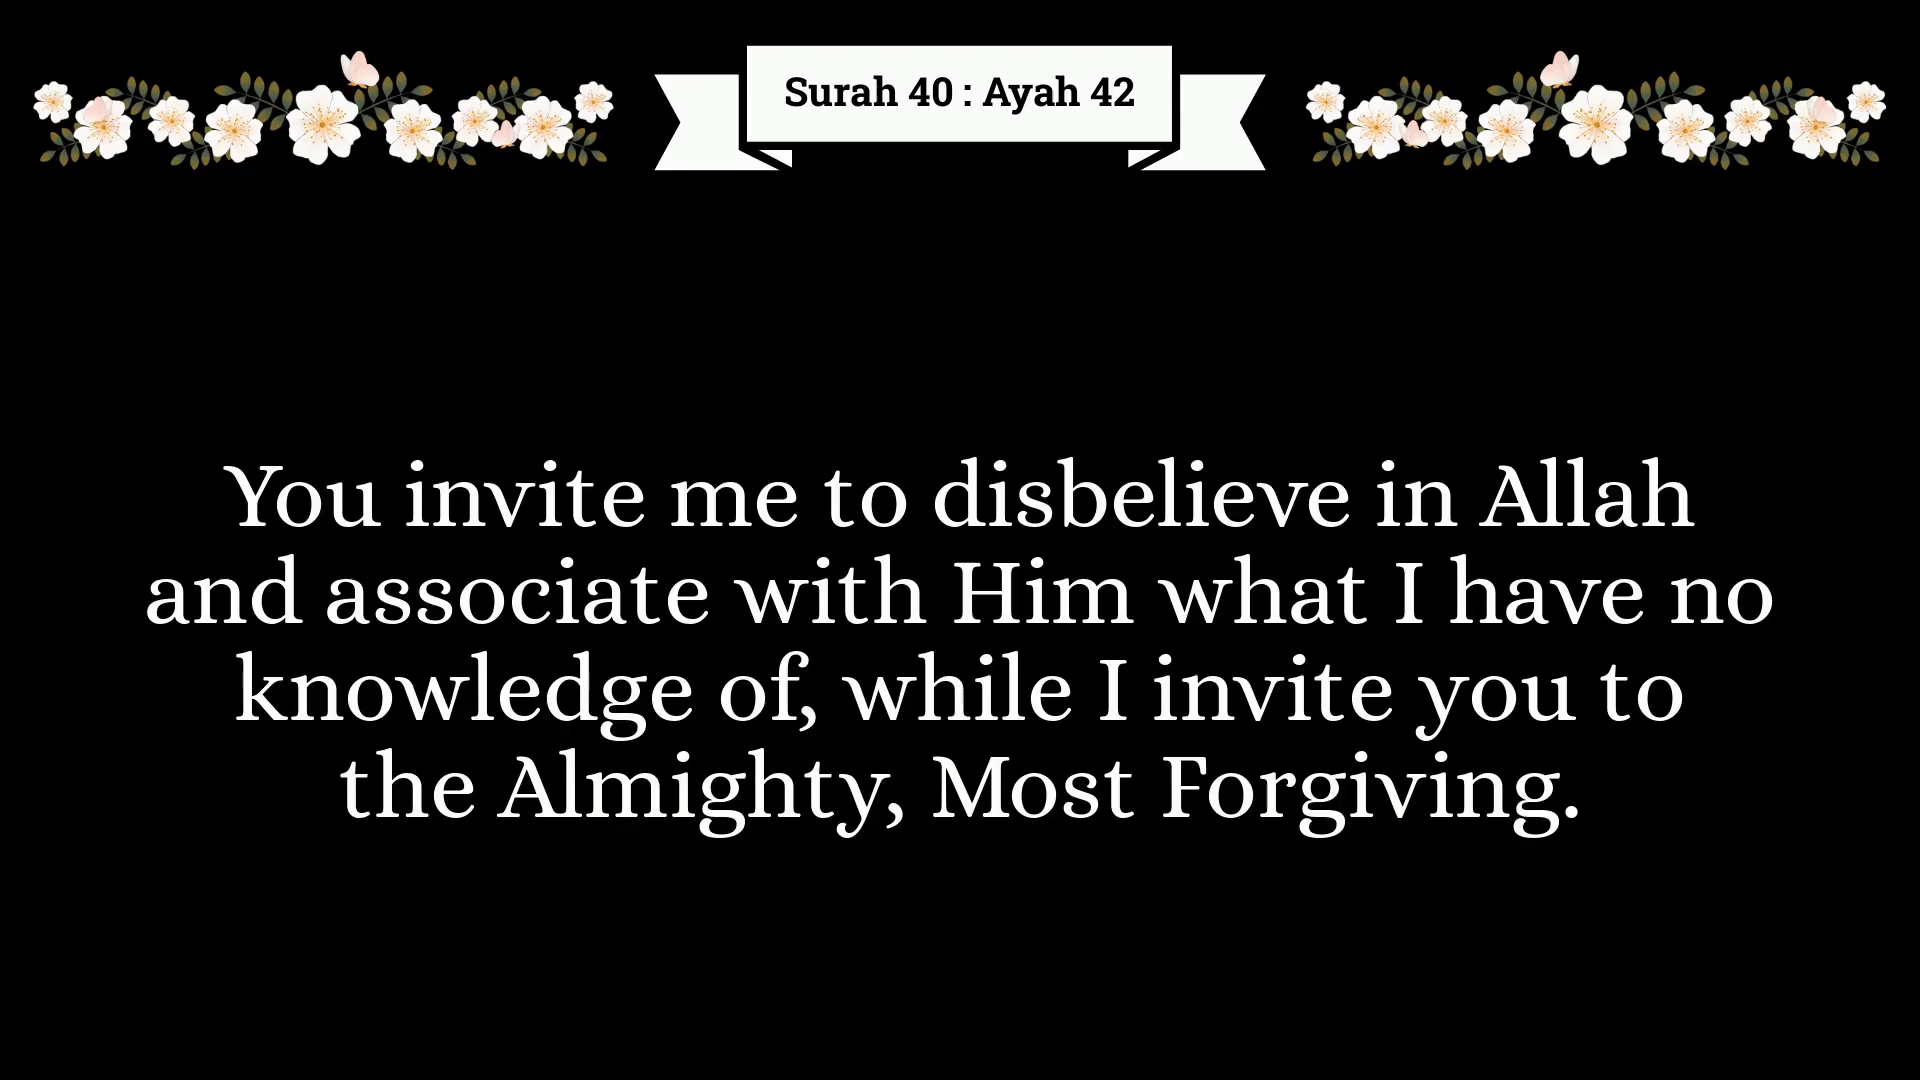 Surah 40 : Ayah 42
You invite me to disbelieve in Allah
and associate with Him what I have no
knowledge of, while I invite you to
the Almighty, Most Forgiving.